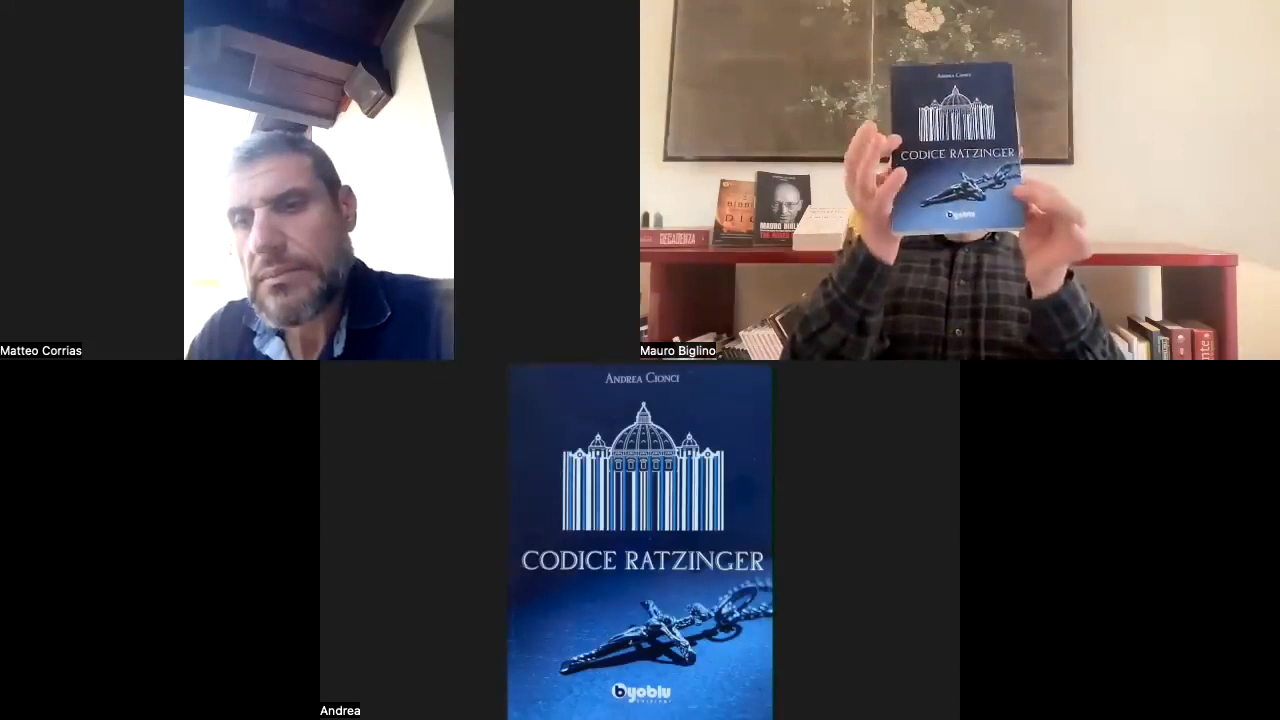 Matteo Corrias
DECADENZA
MAURO BIGLINO
ANDREA CIONCI
CODICE RATZINGER
byoblu
Mauro Biglino
ANDREA CIONCI
CODICE RATZINGER
byoblu
EDIZIONI
Andrea